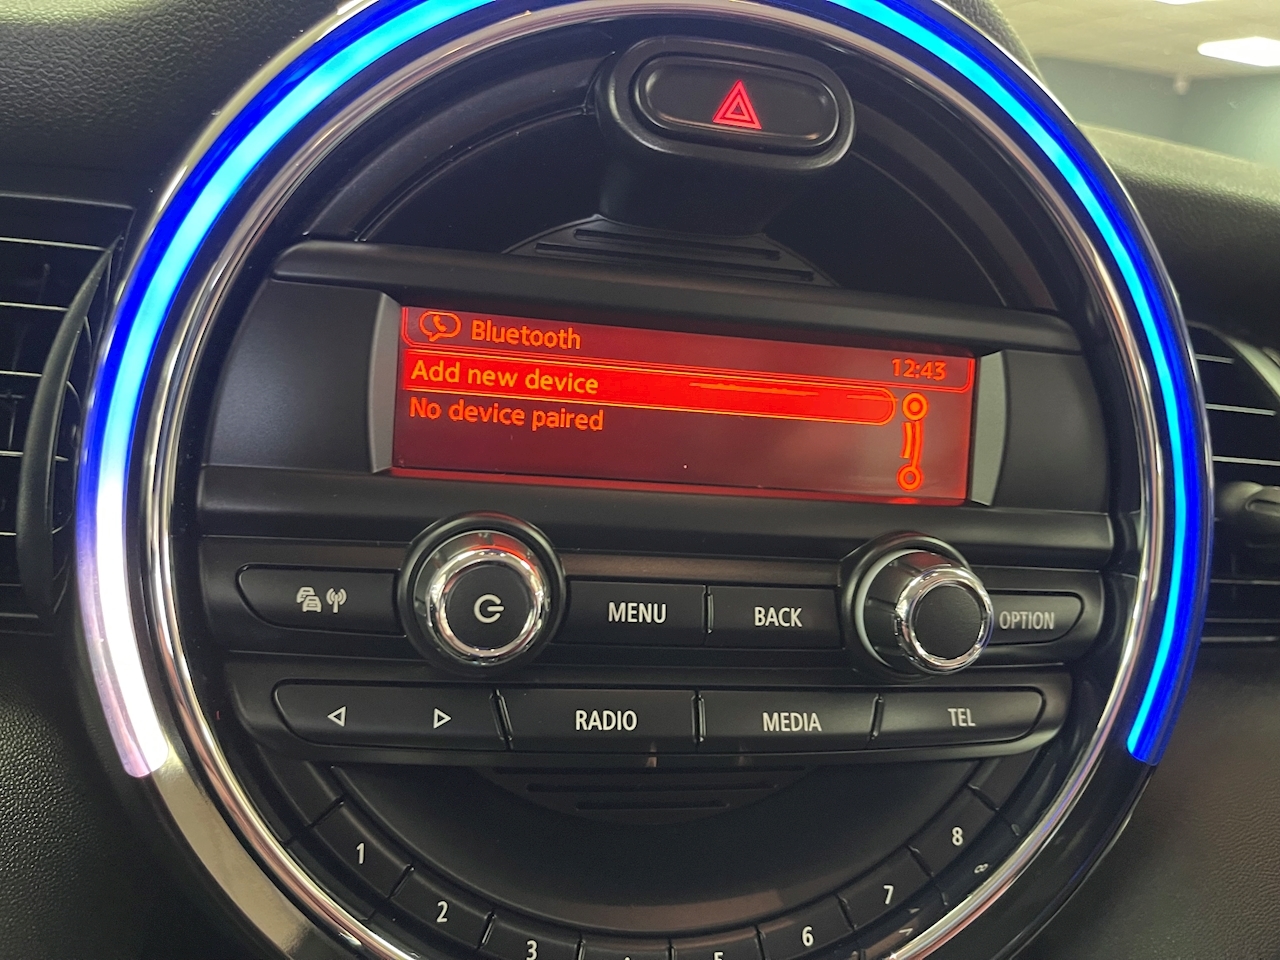 Bluetooth
12:43
Add new device
No device paired
MENU
BACK
OPTION
RADIO
MEDIA
TEL
1
2
3
6
7
8